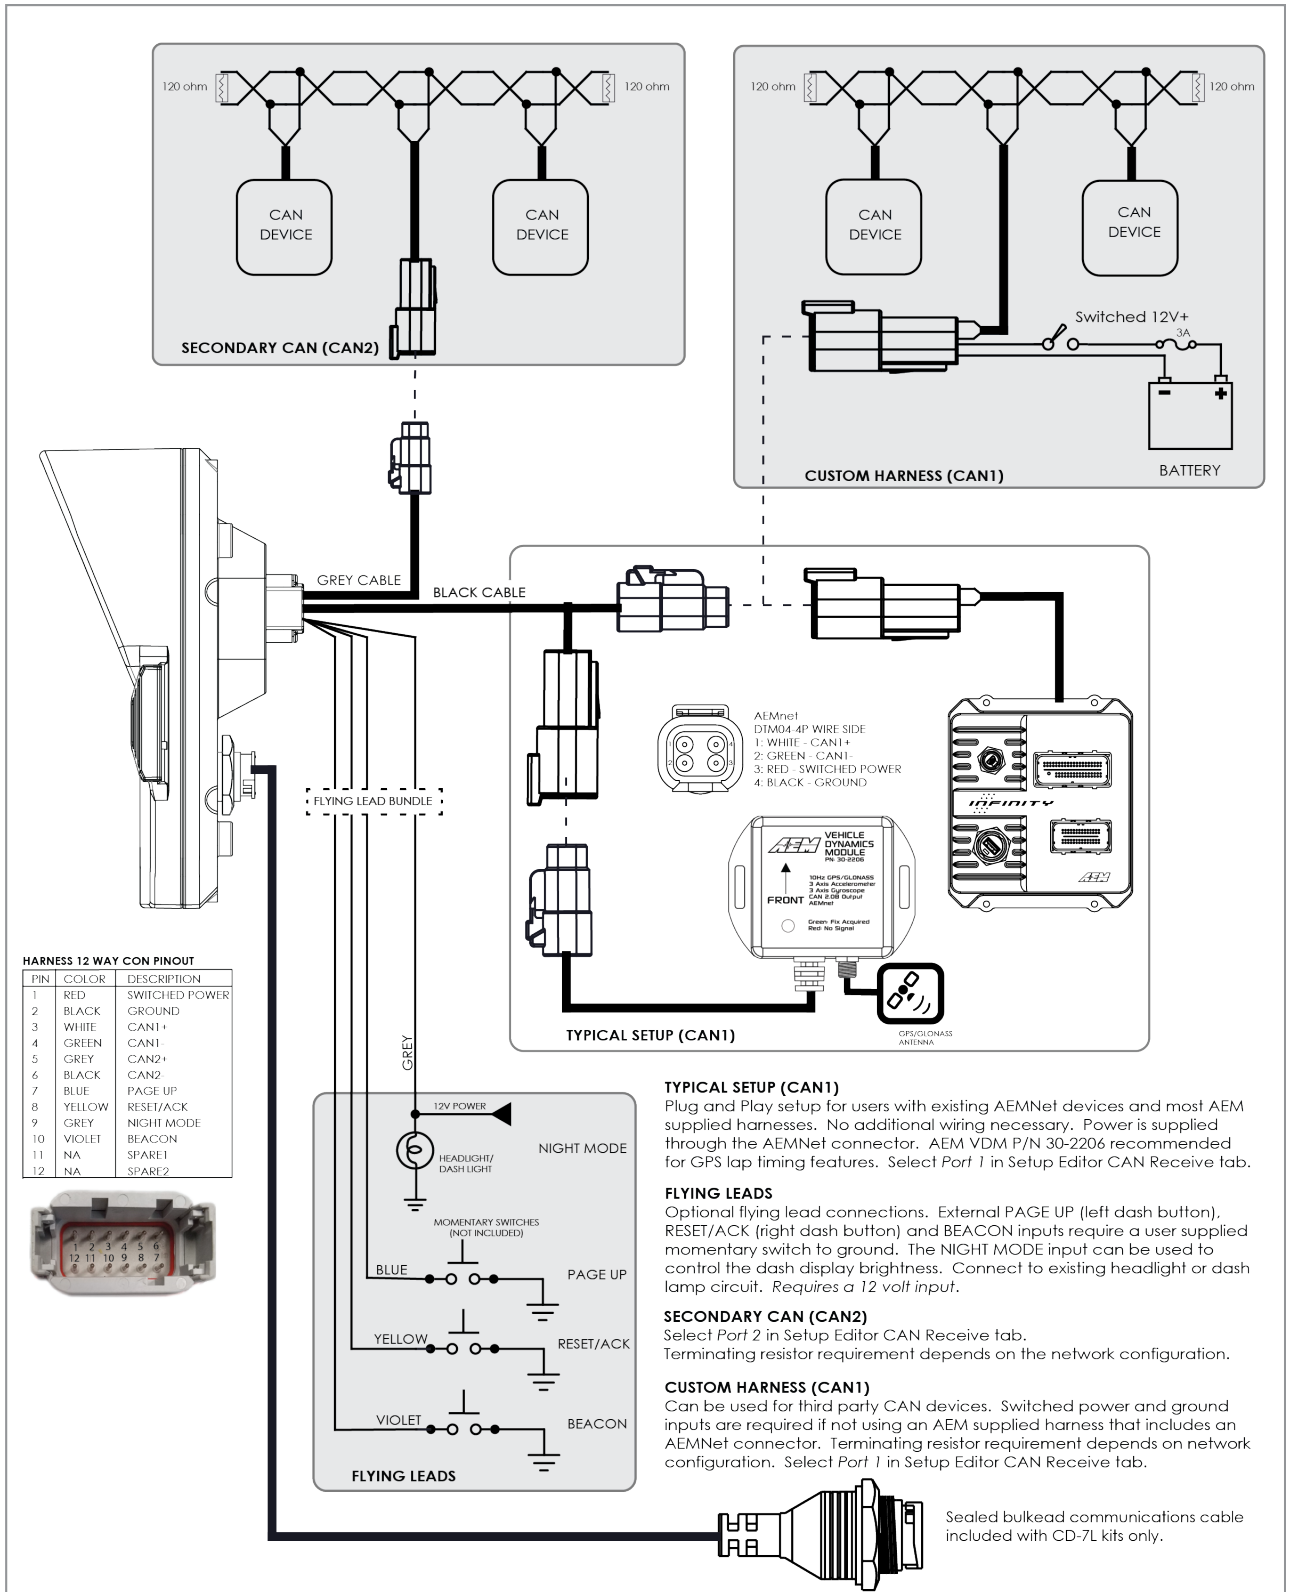 120 ohm
120 ohm
CAN
DEVICE
CAN
DEVICE
SECONDARY CAN (CAN2)
120 ohm
120 ohm
CAN
DEVICE
CAN
DEVICE
Switched 12V+
3A
BATTERY
CUSTOM HARNESS (CAN1)
GREY CABLE
BLACK CABLE
AEMnet
DTM04-4P WIRE SIDE
1: WHITE - CAN1+
2: GREEN - CAN1-
3: RED - SWITCHED POWER
4: BLACK - GROUND
1
4
2
3
INFINITY
AEM
FLYING LEAD BUNDLE
AEM
VEHICLE
DYNAMICS
MODULE
PN: 30-2206
FRONT
10Hz GPS/GLONASS
3 Axis Accelerometer
3 Axis Gyroscope
CAN 2.0B Output
AEMnet
Green: Fix Acquired
Red: No Signal
GPS/GLONASS
ANTENNA
TYPICAL SETUP (CAN1)
HARNESS 12 WAY CON PINOUT
PIN COLOR DESCRIPTION
1 RED SWITCHED POWER
2 BLACK GROUND
3 WHITE CAN1+
4 GREEN CAN1-
5 GREY CAN2+
6 BLACK CAN2-
7 BLUE PAGE UP
8 YELLOW RESET/ACK
9 GREY NIGHT MODE
10 VIOLET BEACON
11 NA SPARE1
12 NA SPARE2
1 2 3 4 5 6
12 11 10 9 8 7
GREY
12V POWER
NIGHT MODE
HEADLIGHT/
DASH LIGHT
MOMENTARY SWITCHES
(NOT INCLUDED)
BLUE
PAGE UP
YELLOW
RESET/ACK
VIOLET
BEACON
FLYING LEADS
TYPICAL SETUP (CAN1)
Plug and Play setup for users with existing AEMNet devices and most AEM
supplied harnesses. No additional wiring necessary. Power is supplied
through the AEMNet connector. AEM VDM P/N 30-2206 recommended
for GPS lap timing features. Select Port 1 in Setup Editor CAN Receive tab.
FLYING LEADS
Optional flying lead connections. External PAGE UP (left dash button),
RESET/ACK (right dash button) and BEACON inputs require a user supplied
momentary switch to ground. The NIGHT MODE input can be used to
control the dash display brightness. Connect to existing headlight or dash
lamp circuit. Requires a 12 volt input.
SECONDARY CAN (CAN2)
Select Port 2 in Setup Editor CAN Receive tab.
Terminating resistor requirement depends on the network configuration.
CUSTOM HARNESS (CAN1)
Can be used for third party CAN devices. Switched power and ground
inputs are required if not using an AEM supplied harness that includes an
AEMNet connector. Terminating resistor requirement depends on network
configuration. Select Port 1 in Setup Editor CAN Receive tab.
Sealed bulkead communications cable
included with CD-7L kits only.